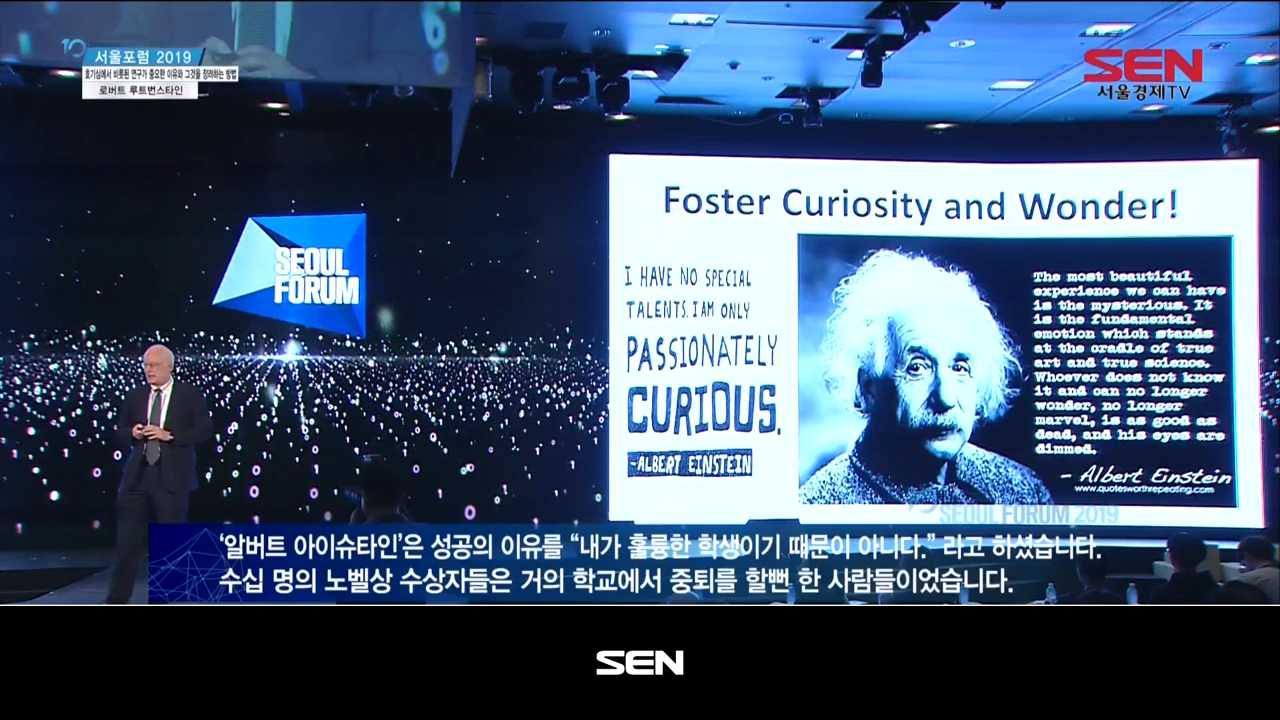 10
서울포럼 2019
호기심에서 비롯된 연구가 중요한 이유와 그것을 장려하는 방법
로버트 루트번스타인
SEN
서울경제TV
SEOUL
FORUM
Foster Curiosity and Wonder!
I HAVE NO SPECIAL
TALENTS. I AM ONLY
PASSIONATELY
CURIOUS.
-ALBERT EINSTEIN
The most beautiful
experience we can have
is the mysterious. It
is the fundamental
emotion which stands
at the cradle of true
art and true science.
Whoever does not know
it and can no longer
wonder, no longer
marvel, is as good as
dead, and his eyes are
dimmed.
- Albert Einstein
www.quotesworthrepeating.com
SEOUL FORUM 2019
‘알버트 아이슈타인’은 성공의 이유를 “내가 훌륭한 학생이기 때문이 아니다.” 라고 하셨습니다.
수십 명의 노벨상 수상자들은 거의 학교에서 중퇴를 할뻔 한 사람들이었습니다.
SEN